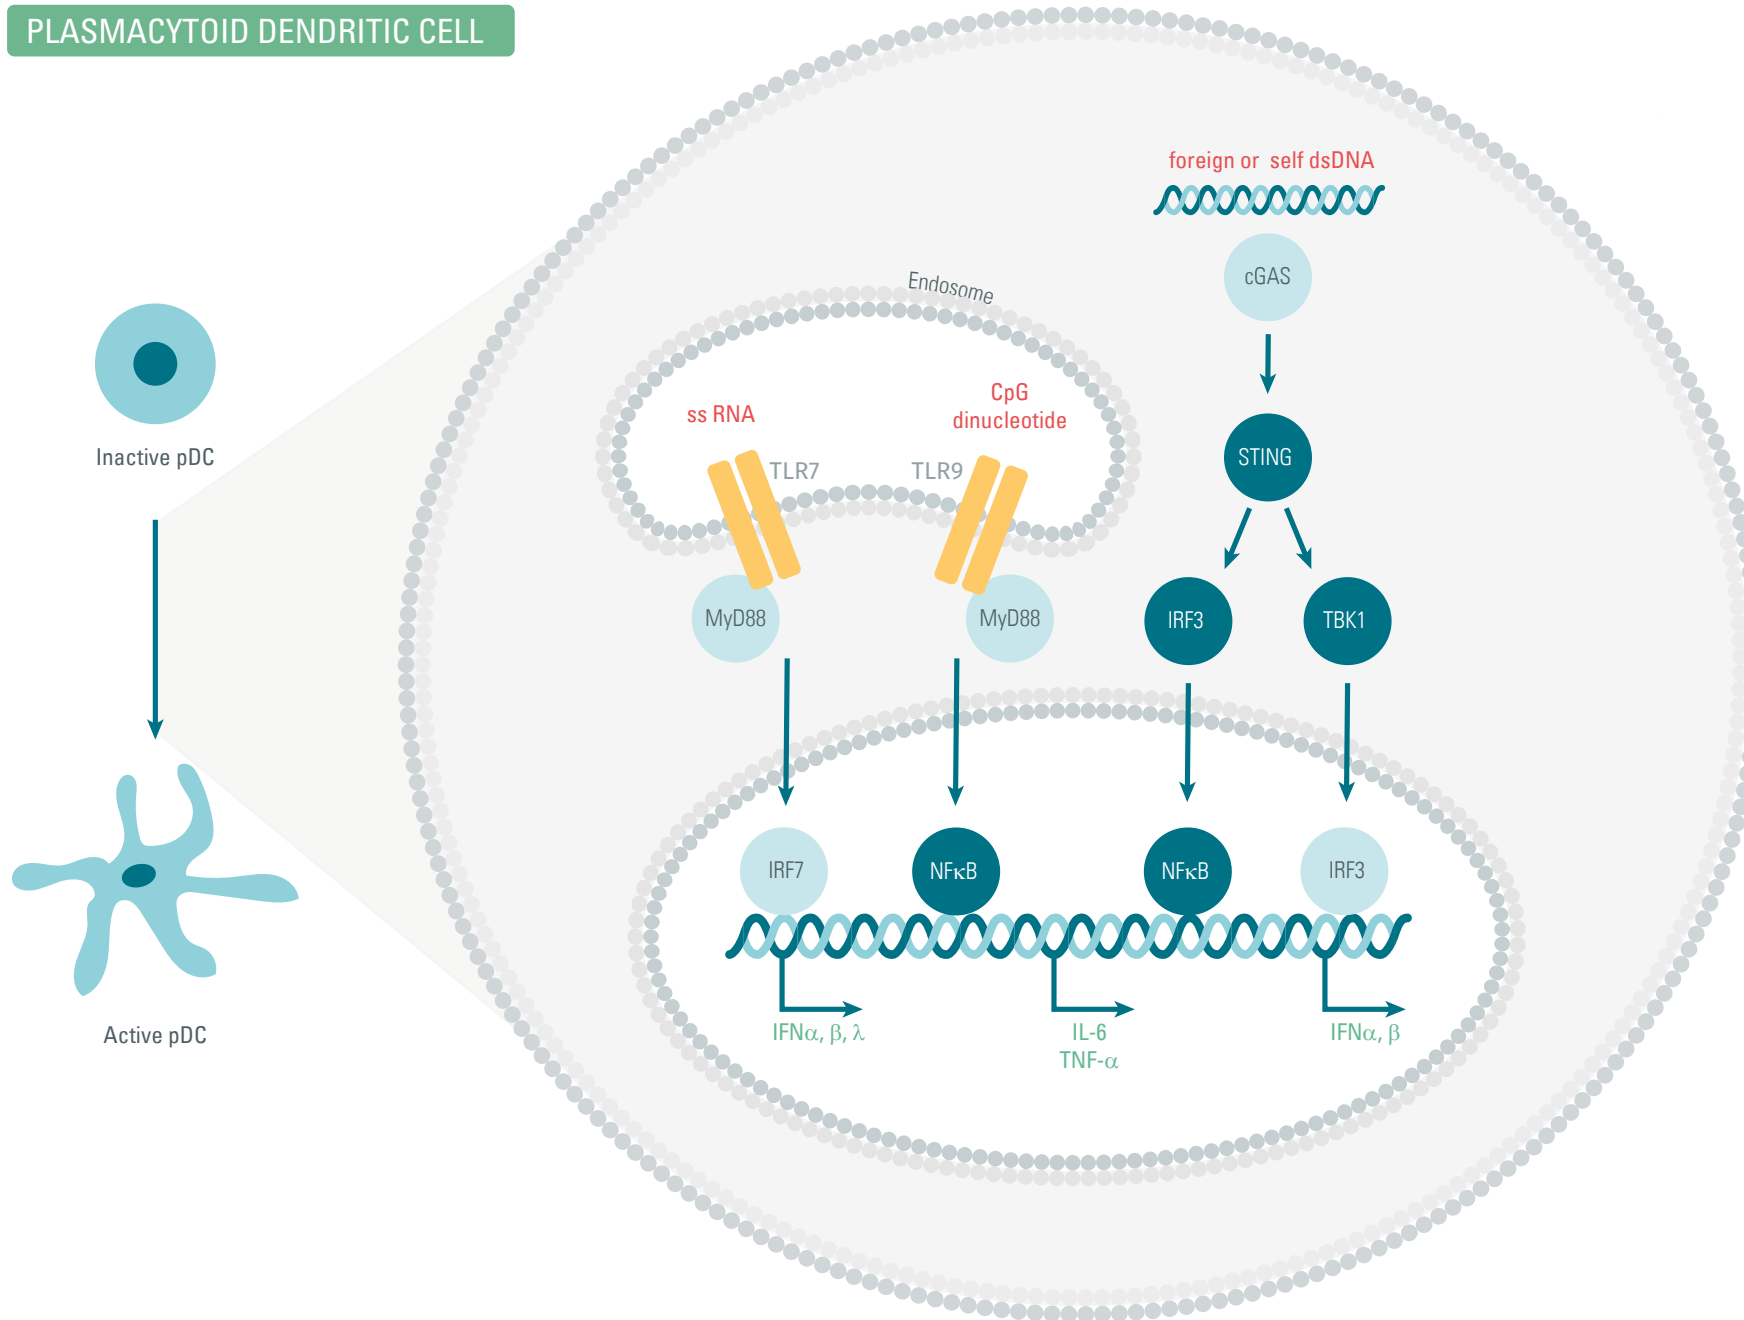 PLASMACYTOID DENDRITIC CELL
foreign or self dsDNA
cGAS
Endosome
CpG
dinucleotide
ss RNA
TLR7
TLR9
STING
Inactive pDC
MyD88
MyD88
IRF3
TBK1
IRF7
NFκB
NFκB
IRF3
IFNα, β, λ
IL-6
TNF-α
IFNα, β
Active pDC